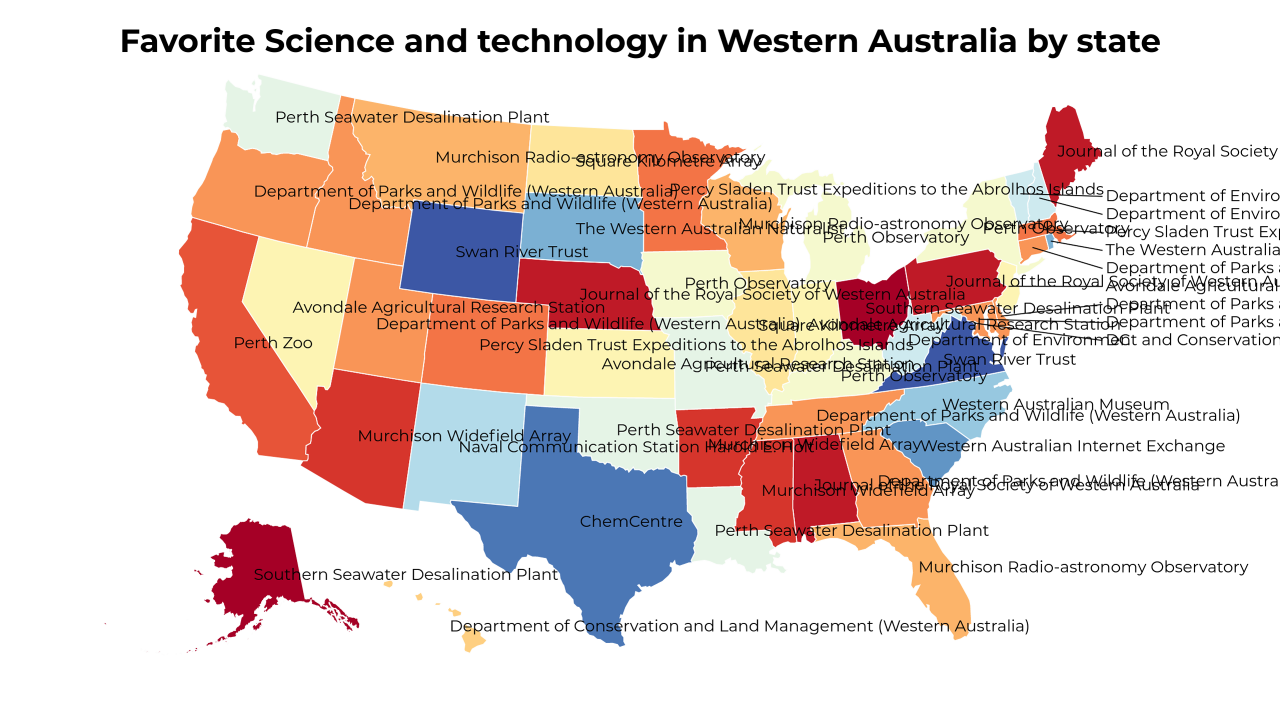 Favorite Science and technology in Western Australia by state
Perth Seawater Desalination Plant
Journal of the Royal Society
Murchison Radio-astronomy Observatory
Square Kilometre Array
Department of Parks and Wildlife (Western Australia)
Percy Sladen Trust Expeditions to the Abrolhos Islands
Department of Enviro
Department of Parks and Wildlife (Western Australia)
Department of Enviro
Murchison Radio-astronomy Observatory
The Western Australian Naturalist
Perth Observatory
Percy Sladen Trust Exp
Perth Observatory
The Western Australia
Swan River Trust
Department of Parks a
Perth Observatory
Journal of the Royal Society of Western Au
Avondale Agricultural
Journal of the Royal Society of Western Australia
Department of Parks a
Avondale Agricultural Research Station
Southern Seawater Desalination Plant
Department of Parks a
Department of Parks and Wildlife (Western Australia)
Square Kilometre Array
Avondale Agricultural Research Station
Department of Environment and Conservation
DC
Perth Zoo
Percy Sladen Trust Expeditions to the Abrolhos Islands
Swan River Trust
Avondale Agricultural Research Station
Perth Seawater Desalination Plant
Perth Observatory
Western Australian Museum
Department of Parks and Wildlife (Western Australia)
Perth Seawater Desalination Plant
Murchison Widefield Array
Naval Communication Station Harold E. Holt
Murchison Widefield Array
Western Australian Internet Exchange
Department of Parks and Wildlife (Western Austra
Journal of the Royal Society of Western Australia
Murchison Widefield Array
ChemCentre
Perth Seawater Desalination Plant
Murchison Radio-astronomy Observatory
Southern Seawater Desalination Plant
Department of Conservation and Land Management (Western Australia)